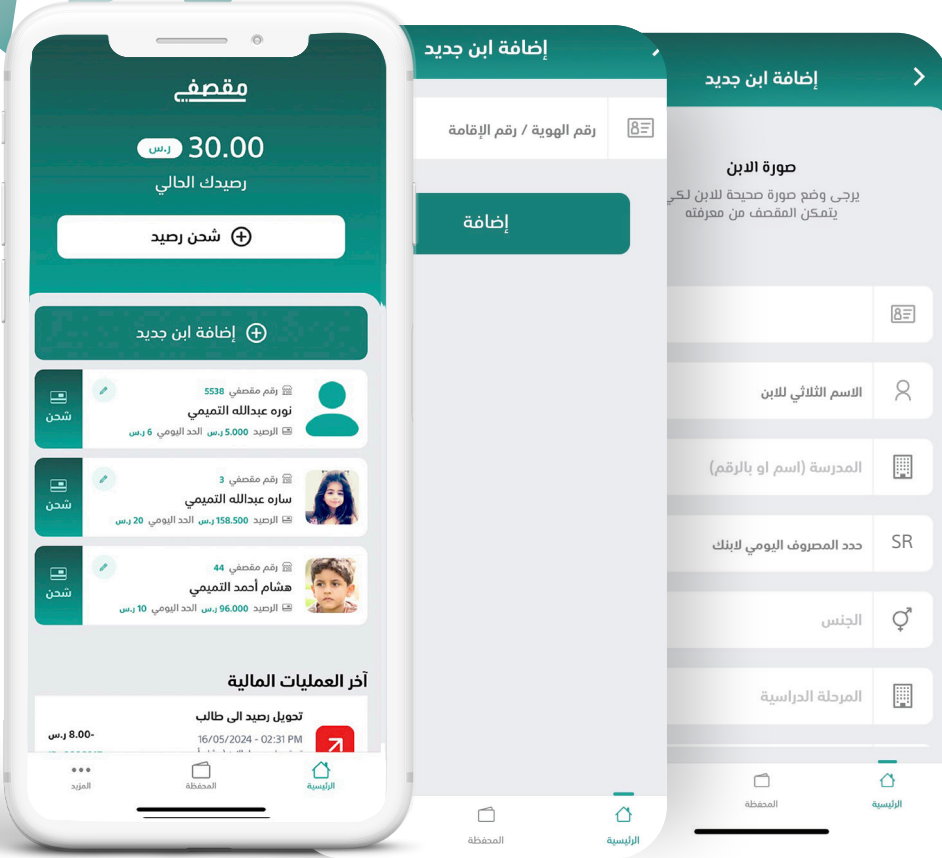 مقصفي
30.00 ر.س
رصيدك الحالي
شحن رصيد
إضافة ابن جديد
رقم مقصفي 5538
نوره عبدالله التميمي
الرصيد 5.000 ر.س الحد اليومي 6 ر.س
شحن
رقم مقصفي 3
ساره عبدالله التميمي
الرصيد 158.500 ر.س الحد اليومي 20 ر.س
شحن
رقم مقصفي 44
هشام أحمد التميمي
الرصيد 96.000 ر.س الحد اليومي 10 ر.س
شحن
آخر العمليات المالية
تحويل رصيد الى طالب
16/05/2024 - 02:31 PM
-8.00 ر.س
الرئيسية
المحفظة
المزيد
إضافة ابن جديد
رقم الهوية / رقم الإقامة
إضافة
الرئيسية
المحفظة
إضافة ابن جديد
صورة الابن
يرجى وضع صورة صحيحة للابن لكي
يتمكن المقصف من معرفته
الاسم الثلاثي للابن
المدرسة (اسم او بالرقم)
SR حدد المصروف اليومي لابنك
الجنس
المرحلة الدراسية
الرئيسية
المحفظة